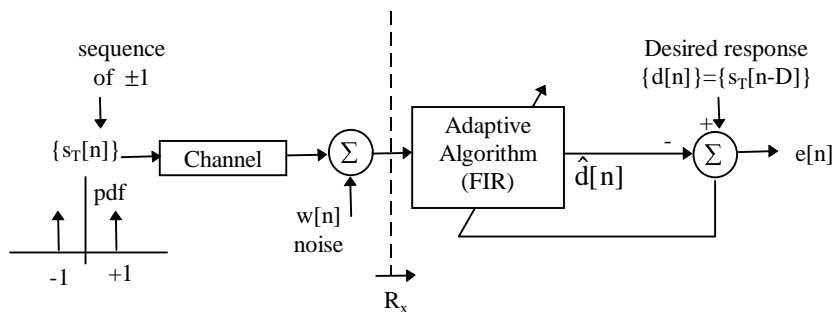 sequence
of ±1
{s_T[n]}
pdf
-1
+1
Channel
Σ
w[n]
noise
R_x
Adaptive
Algorithm
(FIR)
d̂[n]
Desired response
{d[n]}={s_T[n-D]}
+
-
Σ
e[n]